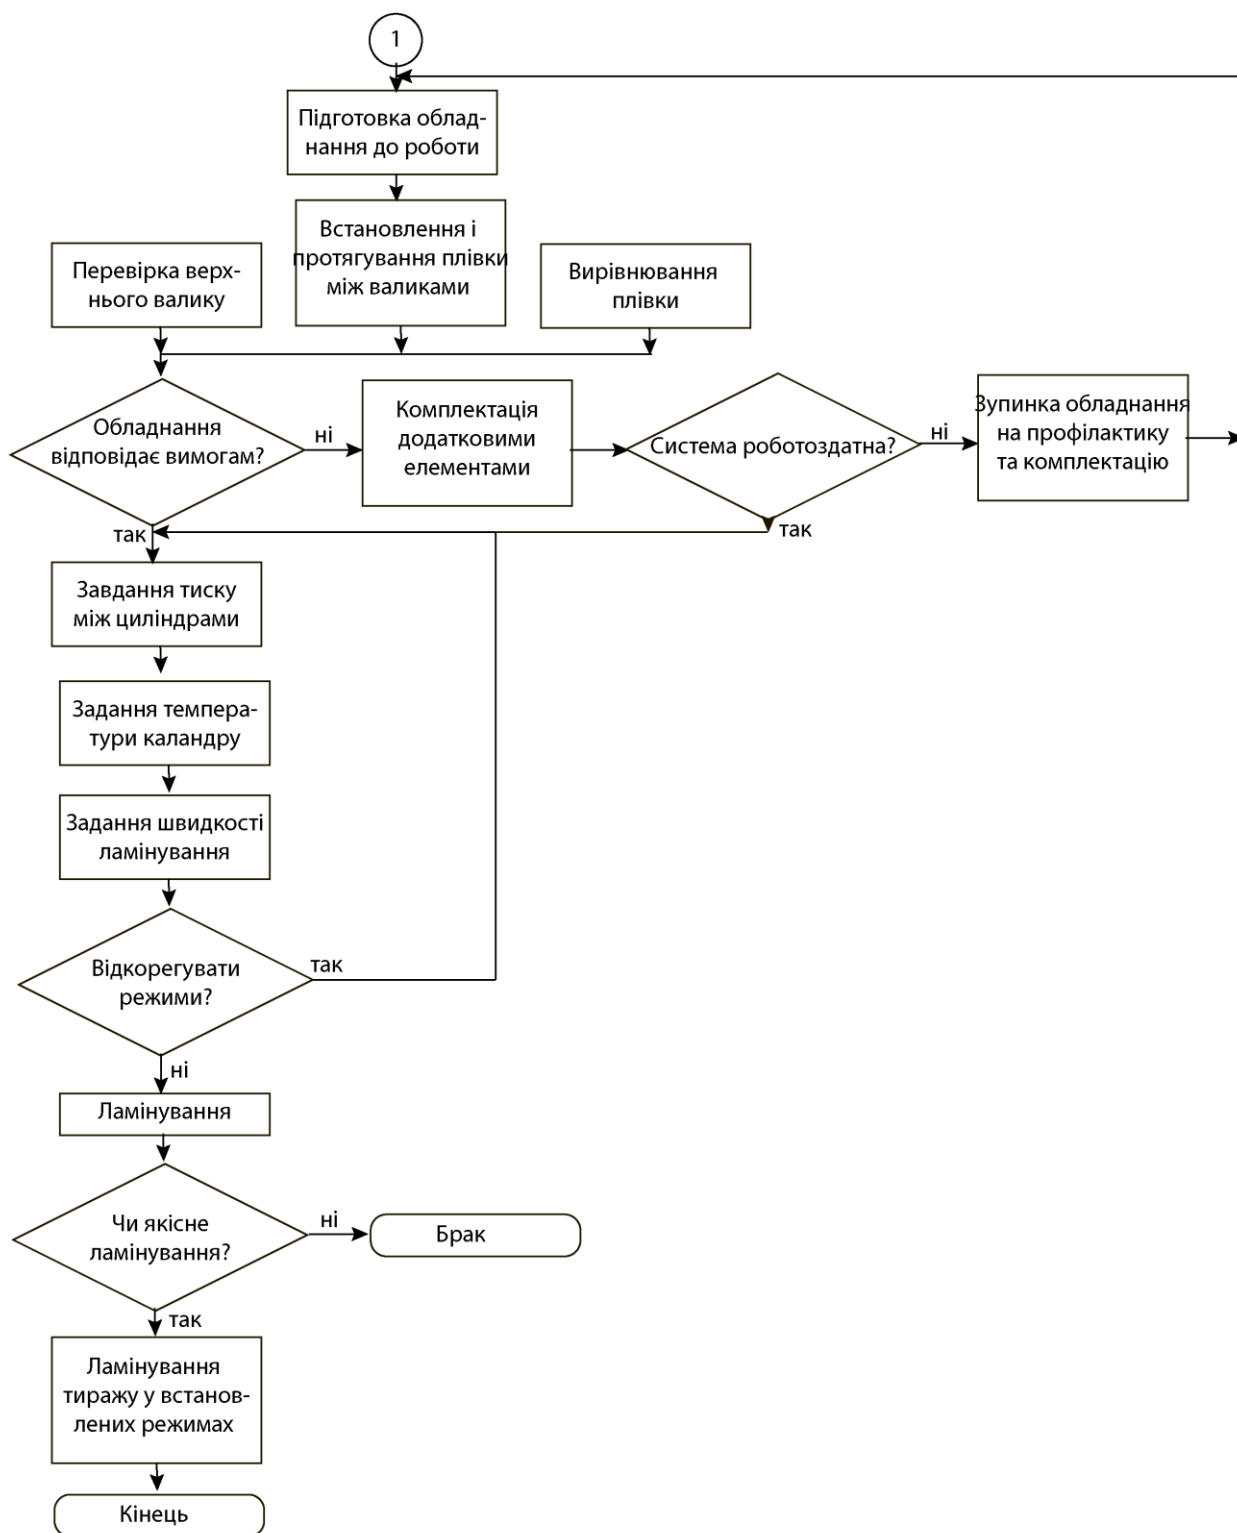 1
Підготовка облад-
нання до роботи
Встановлення і
протягування плівки
між валиками
Перевірка верх-
нього валику
Вирівнювання
плівки
Обладнання
відповідає вимогам?
ні
Комплектація
додатковими
елементами
Система роботоздатна?
ні
Зупинка обладнання
на профілактику
та комплектацію
так
так
Завдання тиску
між циліндрами
Задання темпера-
тури каландру
Задання швидкості
ламінування
Відкорегувати
режими?
так
ні
Ламінування
Чи якісне
ламінування?
ні
Брак
так
Ламінування
тиражу у встанов-
лених режимах
Кінець